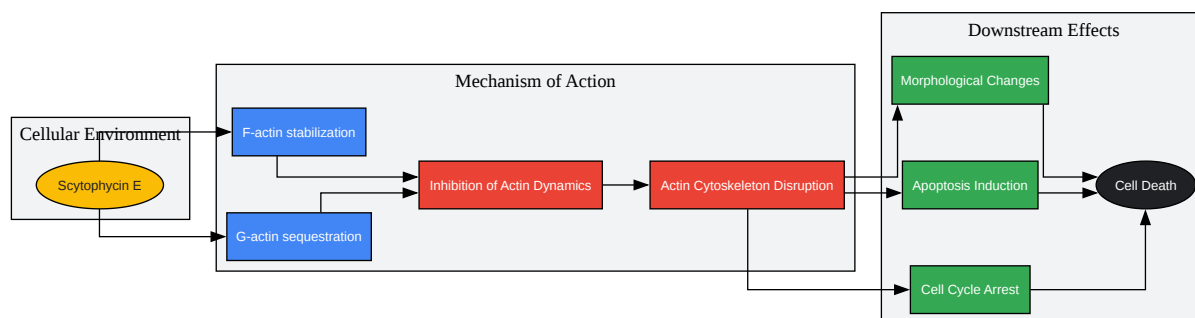 Downstream Effects
Mechanism of Action
Morphological Changes
Cellular Environment
F-actin stabilization
Scytophycin E
Inhibition of Actin Dynamics
Actin Cytoskeleton Disruption
Apoptosis Induction
Cell Death
G-actin sequestration
Cell Cycle Arrest